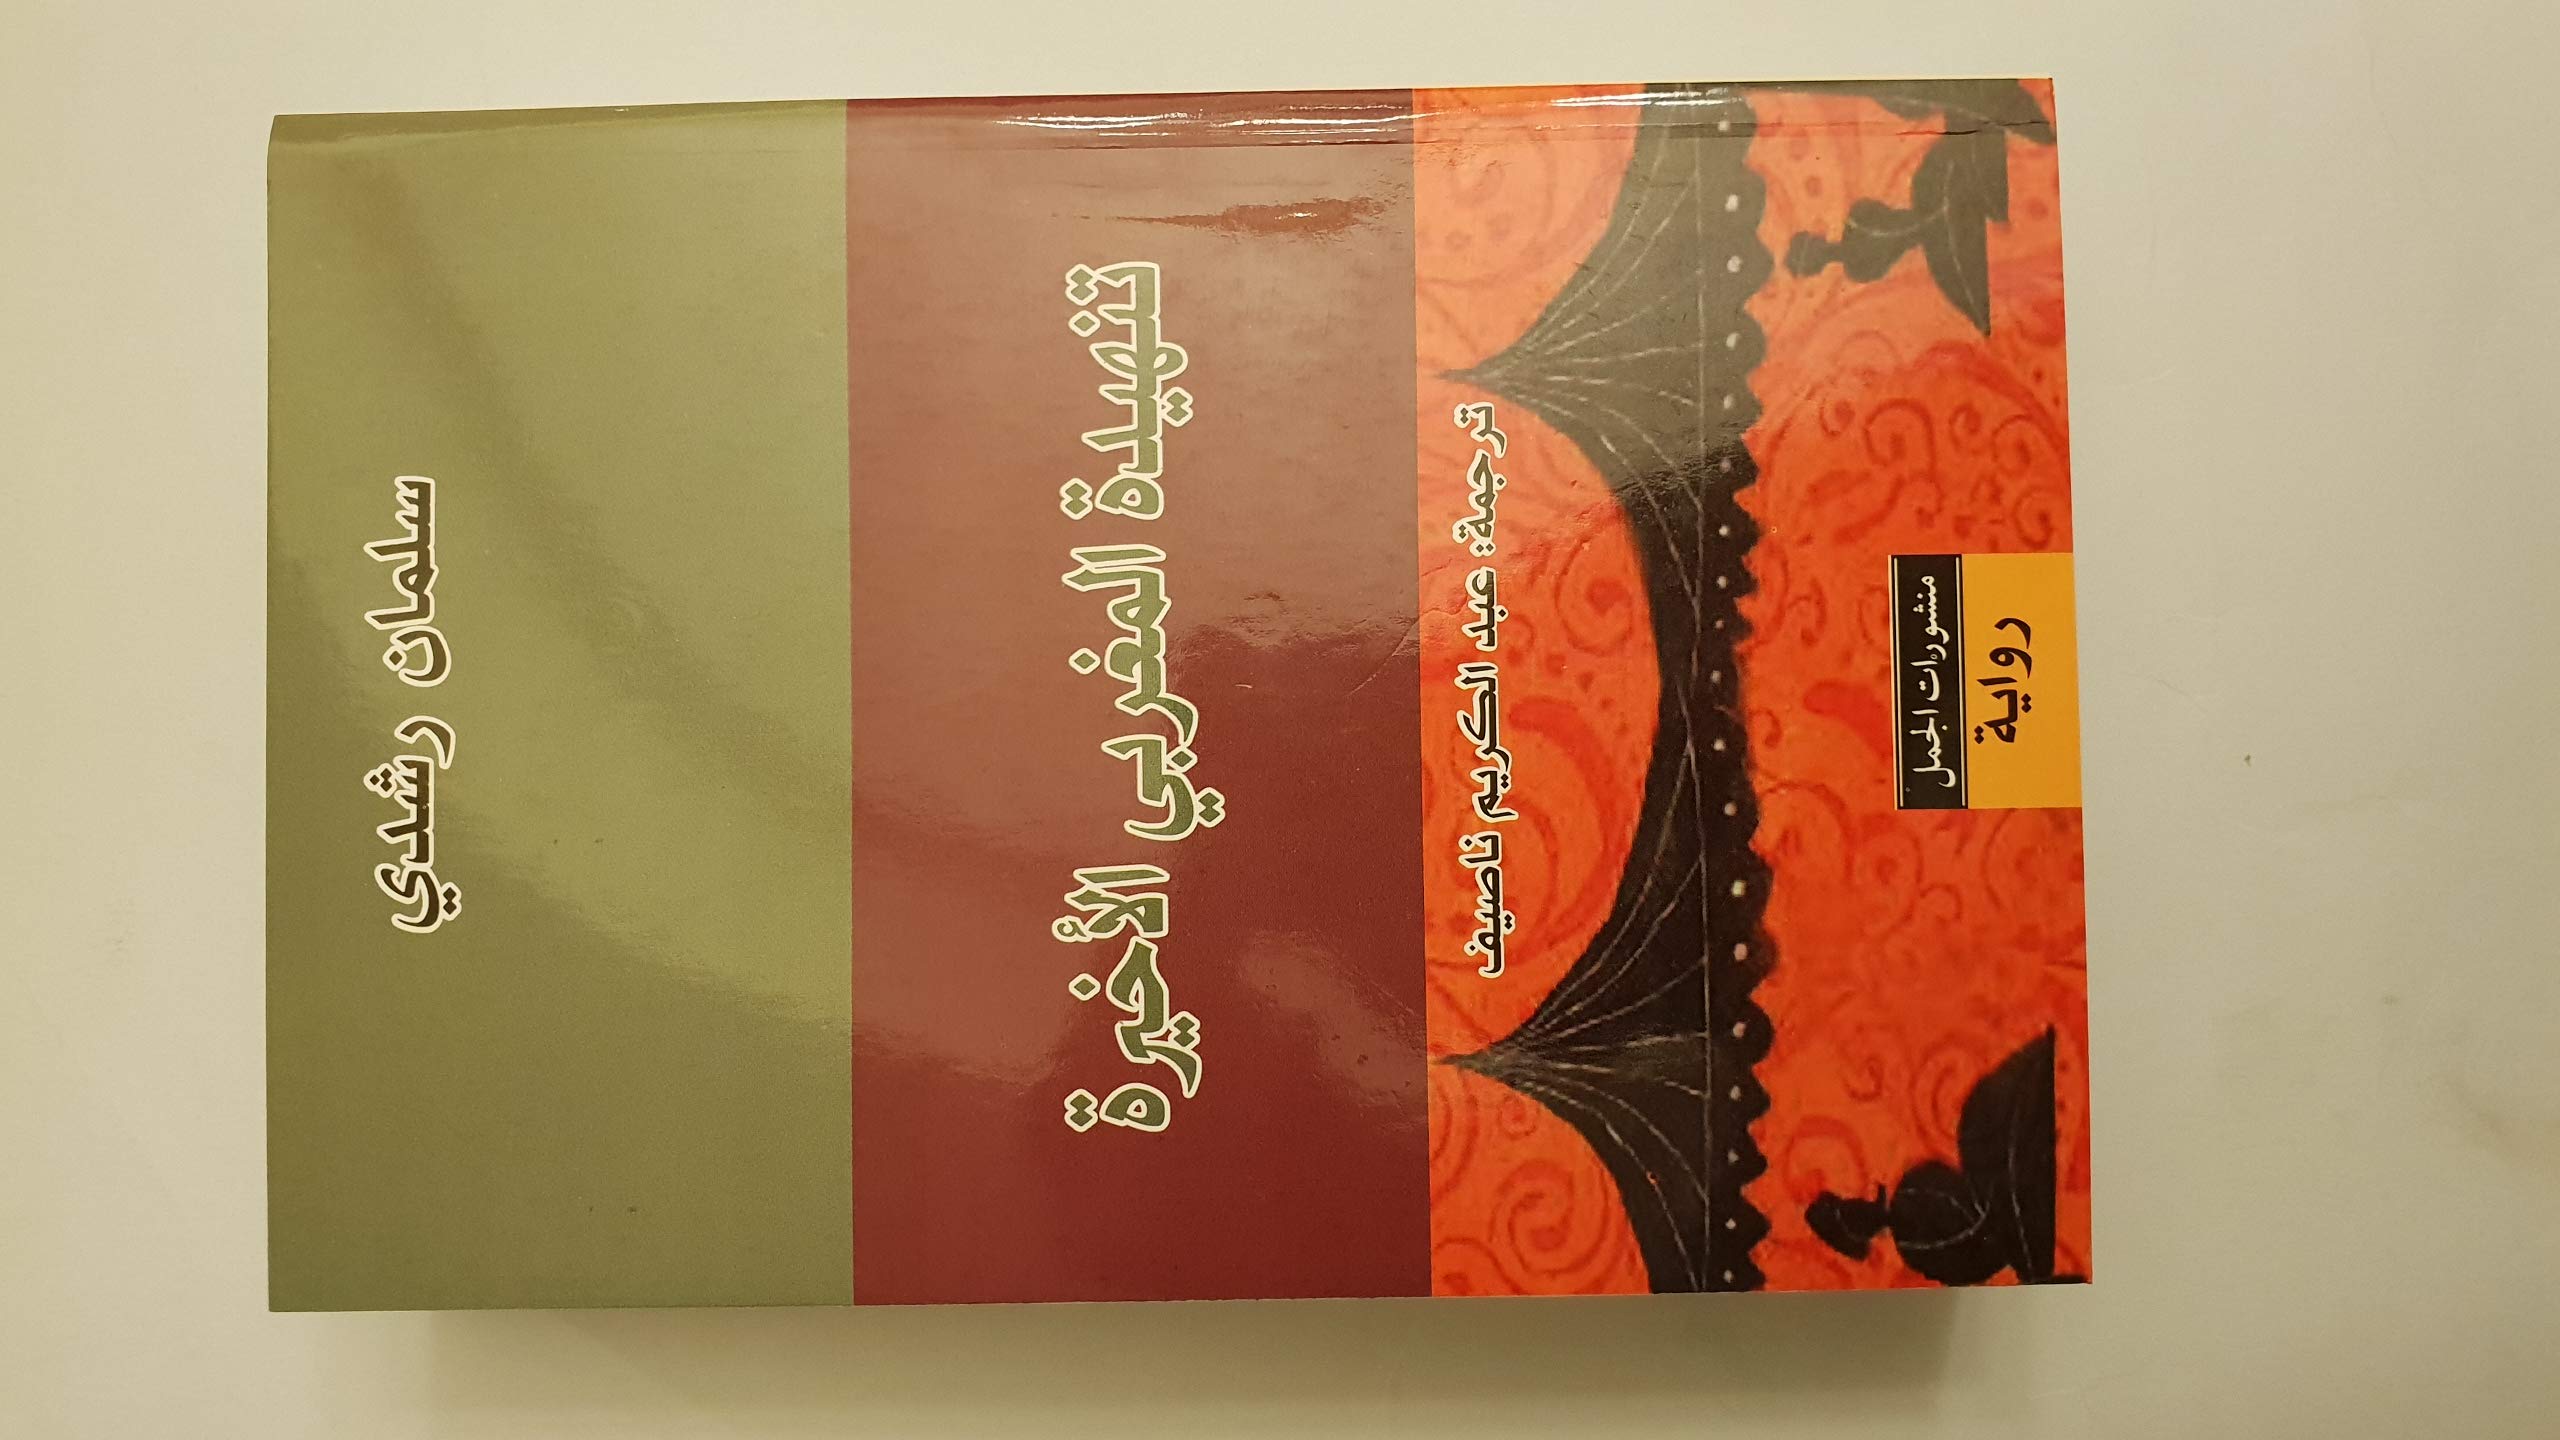 سلمان رشدي
تنهيدة المغربي الأخيرة
ترجمة: عبد الكريم ناصيف
منشورات الجمل
رواية